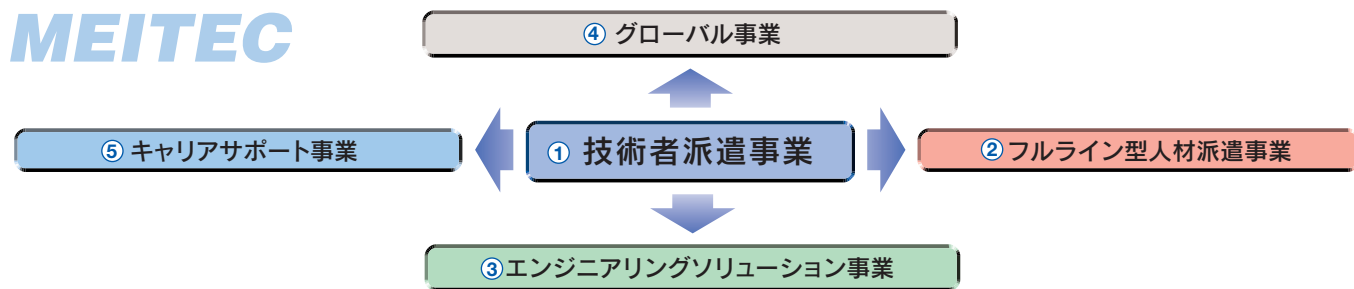 MEITEC
④ グローバル事業
⑤ キャリアサポート事業
① 技術者派遣事業
② フルライン型人材派遣事業
③ エンジニアリングソリューション事業